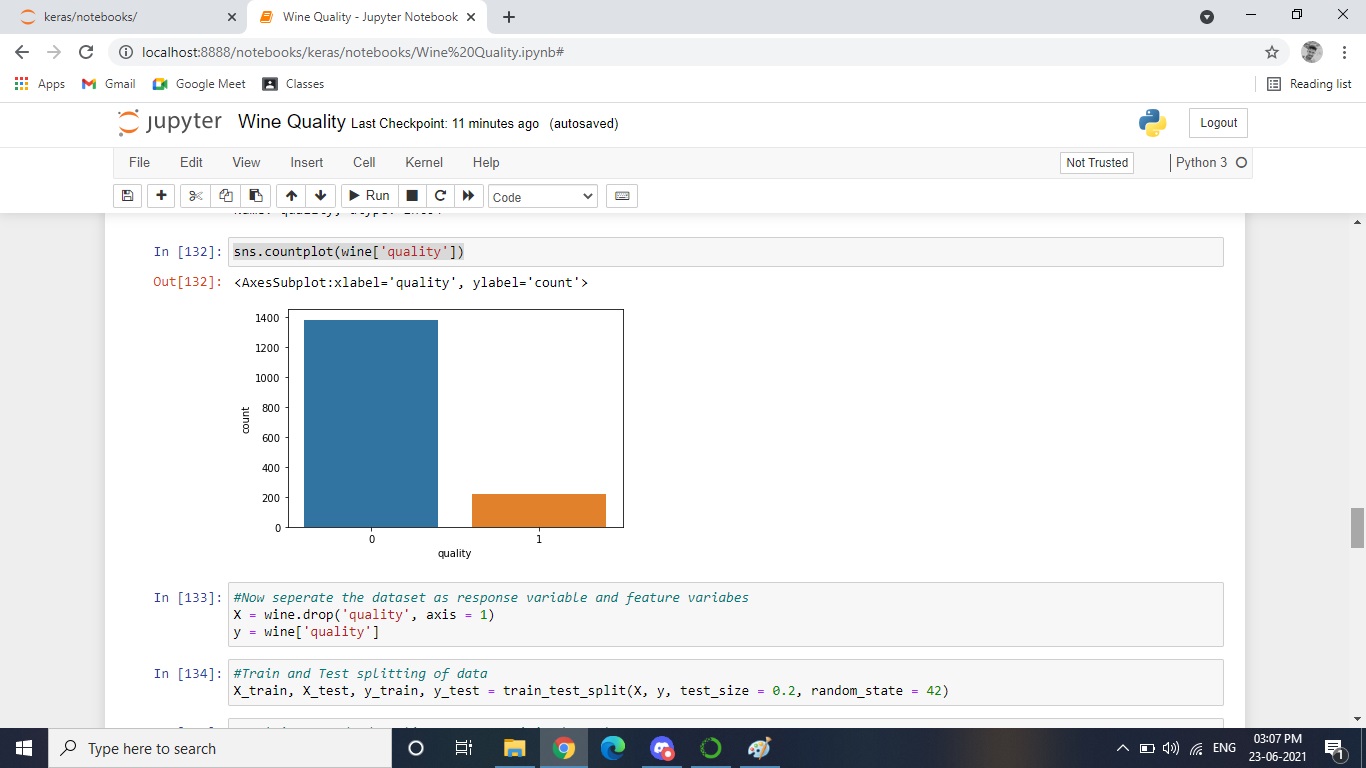 keras/notebooks/
Wine Quality - Jupyter Notebook
localhost:8888/notebooks/keras/notebooks/Wine%20Quality.ipynb#
Apps Gmail Google Meet Classes Reading list
jupyter Wine Quality Last Checkpoint: 11 minutes ago (autosaved) Logout
File Edit View Insert Cell Kernel Help Not Trusted Python 3
Run Code
In [132]: sns.countplot(wine['quality'])
Out[132]: <AxesSubplot:xlabel='quality', ylabel='count'>
1400
1200
1000
800
600
400
200
0
count
0 1
quality
In [133]: #Now seperate the dataset as response variable and feature variabes
X = wine.drop('quality', axis = 1)
y = wine['quality']
In [134]: #Train and Test splitting of data
X_train, X_test, y_train, y_test = train_test_split(X, y, test_size = 0.2, random_state = 42)
Type here to search
ENG
03:07 PM
23-06-2021
1